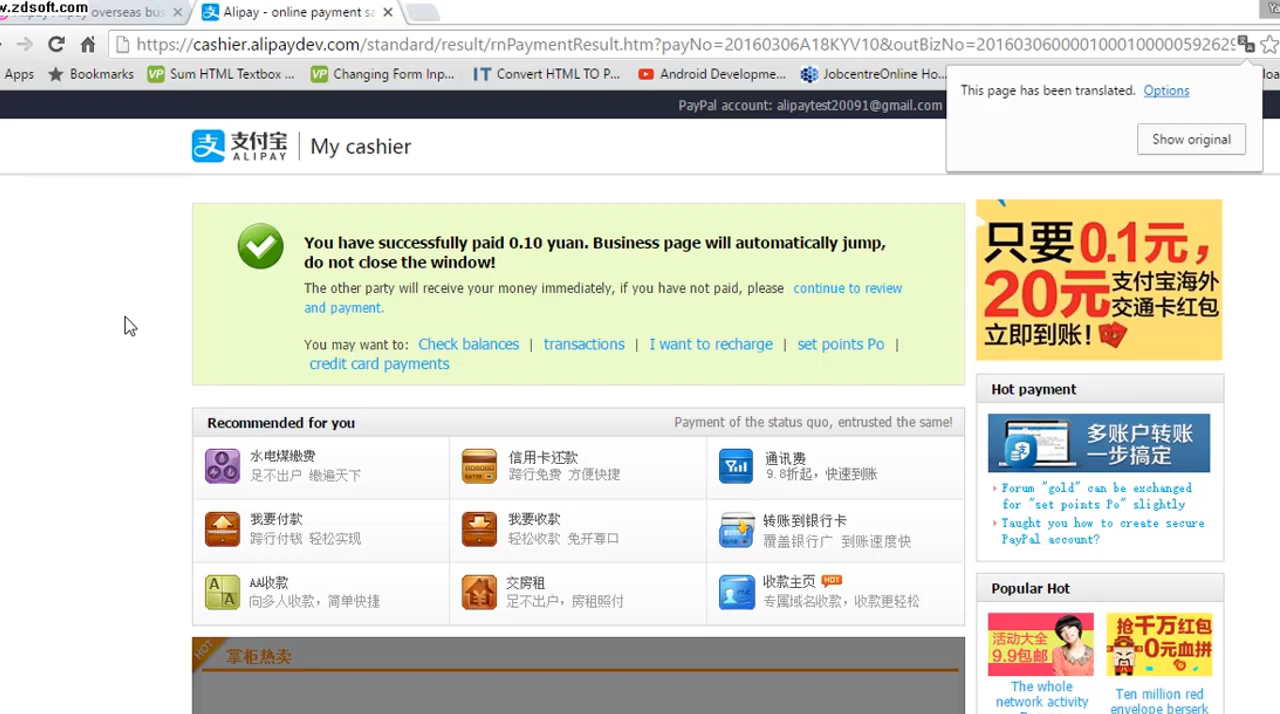 w.zdsoft.com
overseas bus
Alipay - online payment sa
https://cashier.alipaydev.com/standard/result/rnPaymentResult.htm?payNo=20160306A18KYV10&outBizNo=2016030600001000100000592629
Apps
Bookmarks
VP Sum HTML Textbox ...
VP Changing Form Inp...
IT Convert HTML TO P...
Android Developme...
JobcentreOnline Ho...
This page has been translated. Options
Show original
PayPal account: alipaytest20091@gmail.com
支付宝
ALIPAY
My cashier
You have successfully paid 0.10 yuan. Business page will automatically jump,
do not close the window!
The other party will receive your money immediately, if you have not paid, please continue to review
and payment.
You may want to: Check balances | transactions | I want to recharge | set points Po |
credit card payments
只要0.1元，
20元支付宝海外
交通卡红包
立即到账！
Recommended for you
Payment of the status quo, entrusted the same!
水电煤缴费
足不出户 缴遍天下
信用卡还款
跨行免费 方便快捷
通讯费
9.8折起，快速到账
我要付款
跨行付钱 轻松实现
我要收款
轻松收款 免开尊口
转账到银行卡
覆盖银行广 到账速度快
AA收款
向多人收款，简单快捷
交房租
足不出户，房租照付
收款主页 HOT
专属域名收款，收款更轻松
HOT
掌柜热卖
Hot payment
多账户转账
一步搞定
Forum "gold" can be exchanged
for "set points Po" slightly
Taught you how to create secure
PayPal account?
Popular Hot
活动大全
9.9包邮
抢千万红包
0元血拼
The whole
network activity
Ten million red
envelope berserk